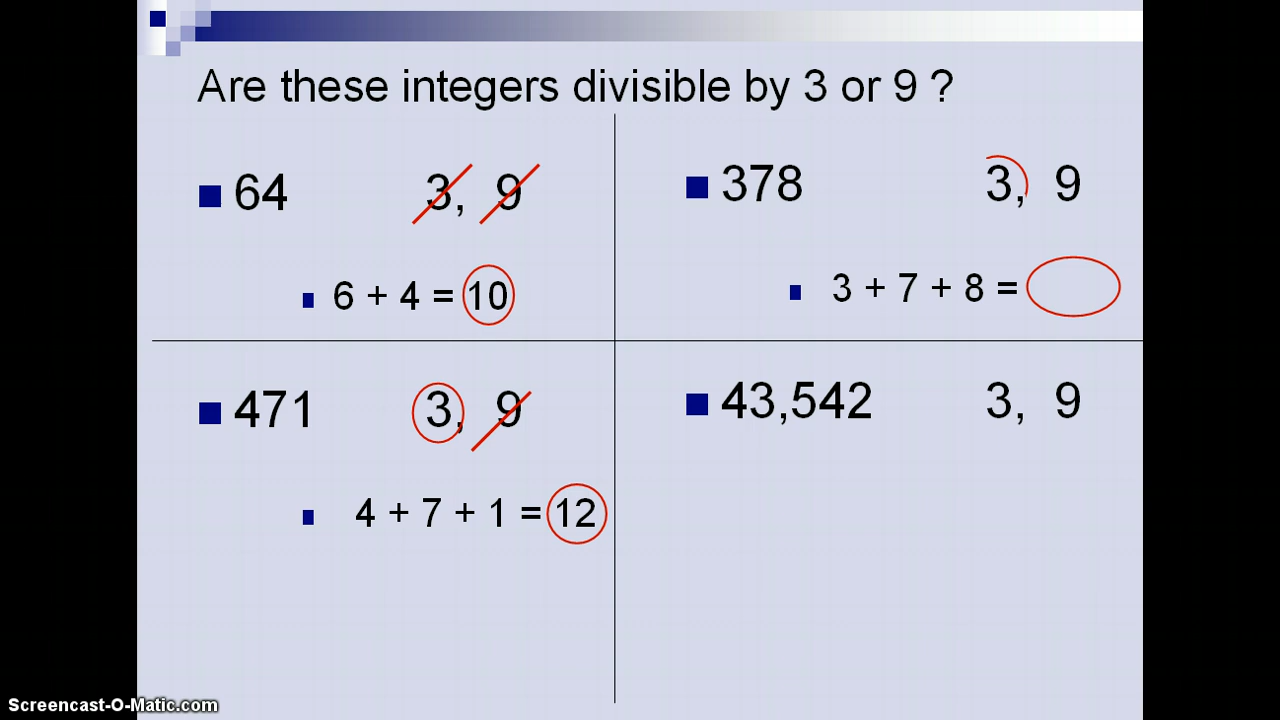 Are these integers divisible by 3 or 9 ?
64 3, 9
6 + 4 = 10
471 3, 9
4 + 7 + 1 = 12
378 3, 9
3 + 7 + 8 =
43,542 3, 9
Screencast-O-Matic.com